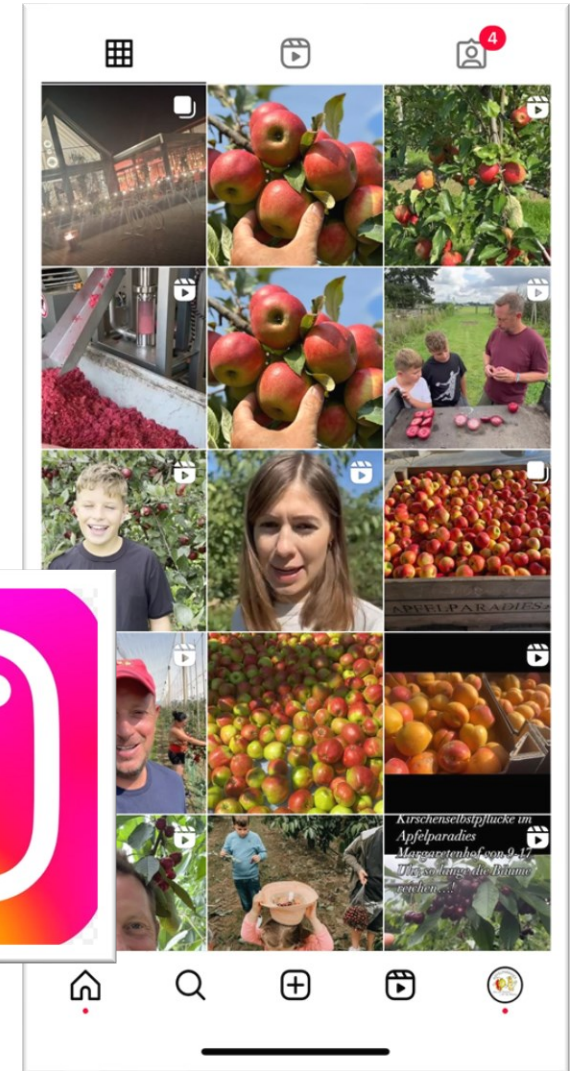 4
APFELPARADIES
Kirschenselbstpflücke im
Apfelparadies
Margaretenhof von 9-17
Uhr, so lange die Bäume
reichen...!